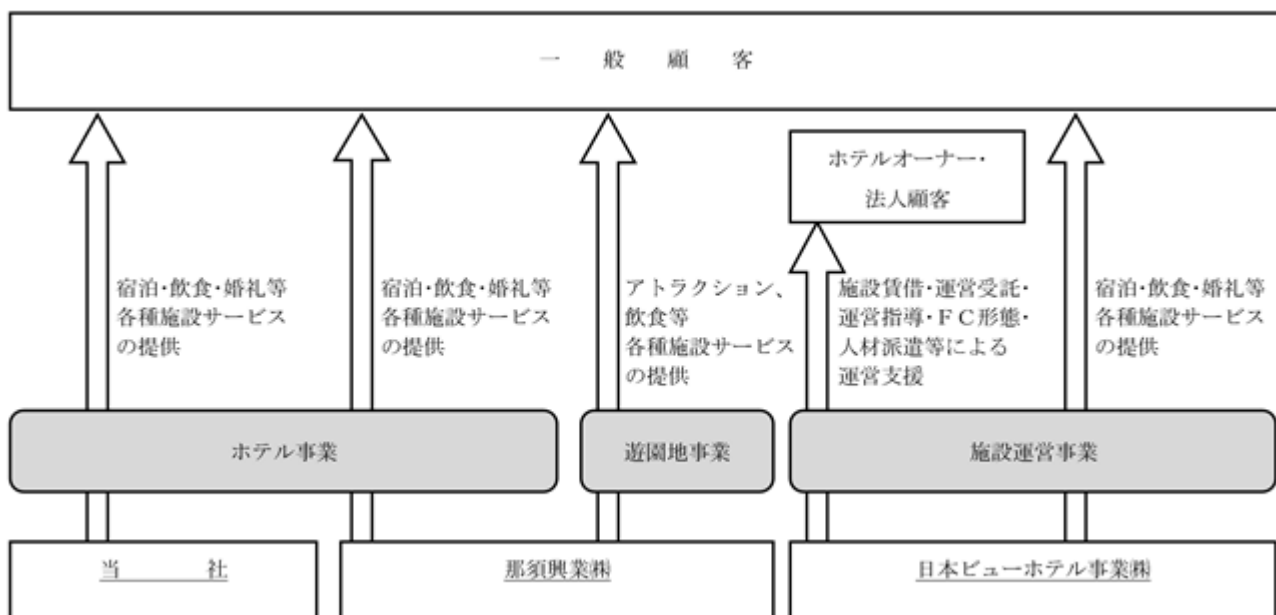 一般顧客
ホテルオーナー・
法人顧客
宿泊・飲食・婚礼等
各種施設サービス
の提供
宿泊・飲食・婚礼等
各種施設サービス
の提供
アトラクション、
飲食等
各種施設サービス
の提供
施設賃借・運営受託・
運営指導・ＦＣ形態・
人材派遣等による
運営支援
宿泊・飲食・婚礼等
各種施設サービス
の提供
ホテル事業
遊園地事業
施設運営事業
当社
那須興業㈱
日本ビューホテル事業㈱